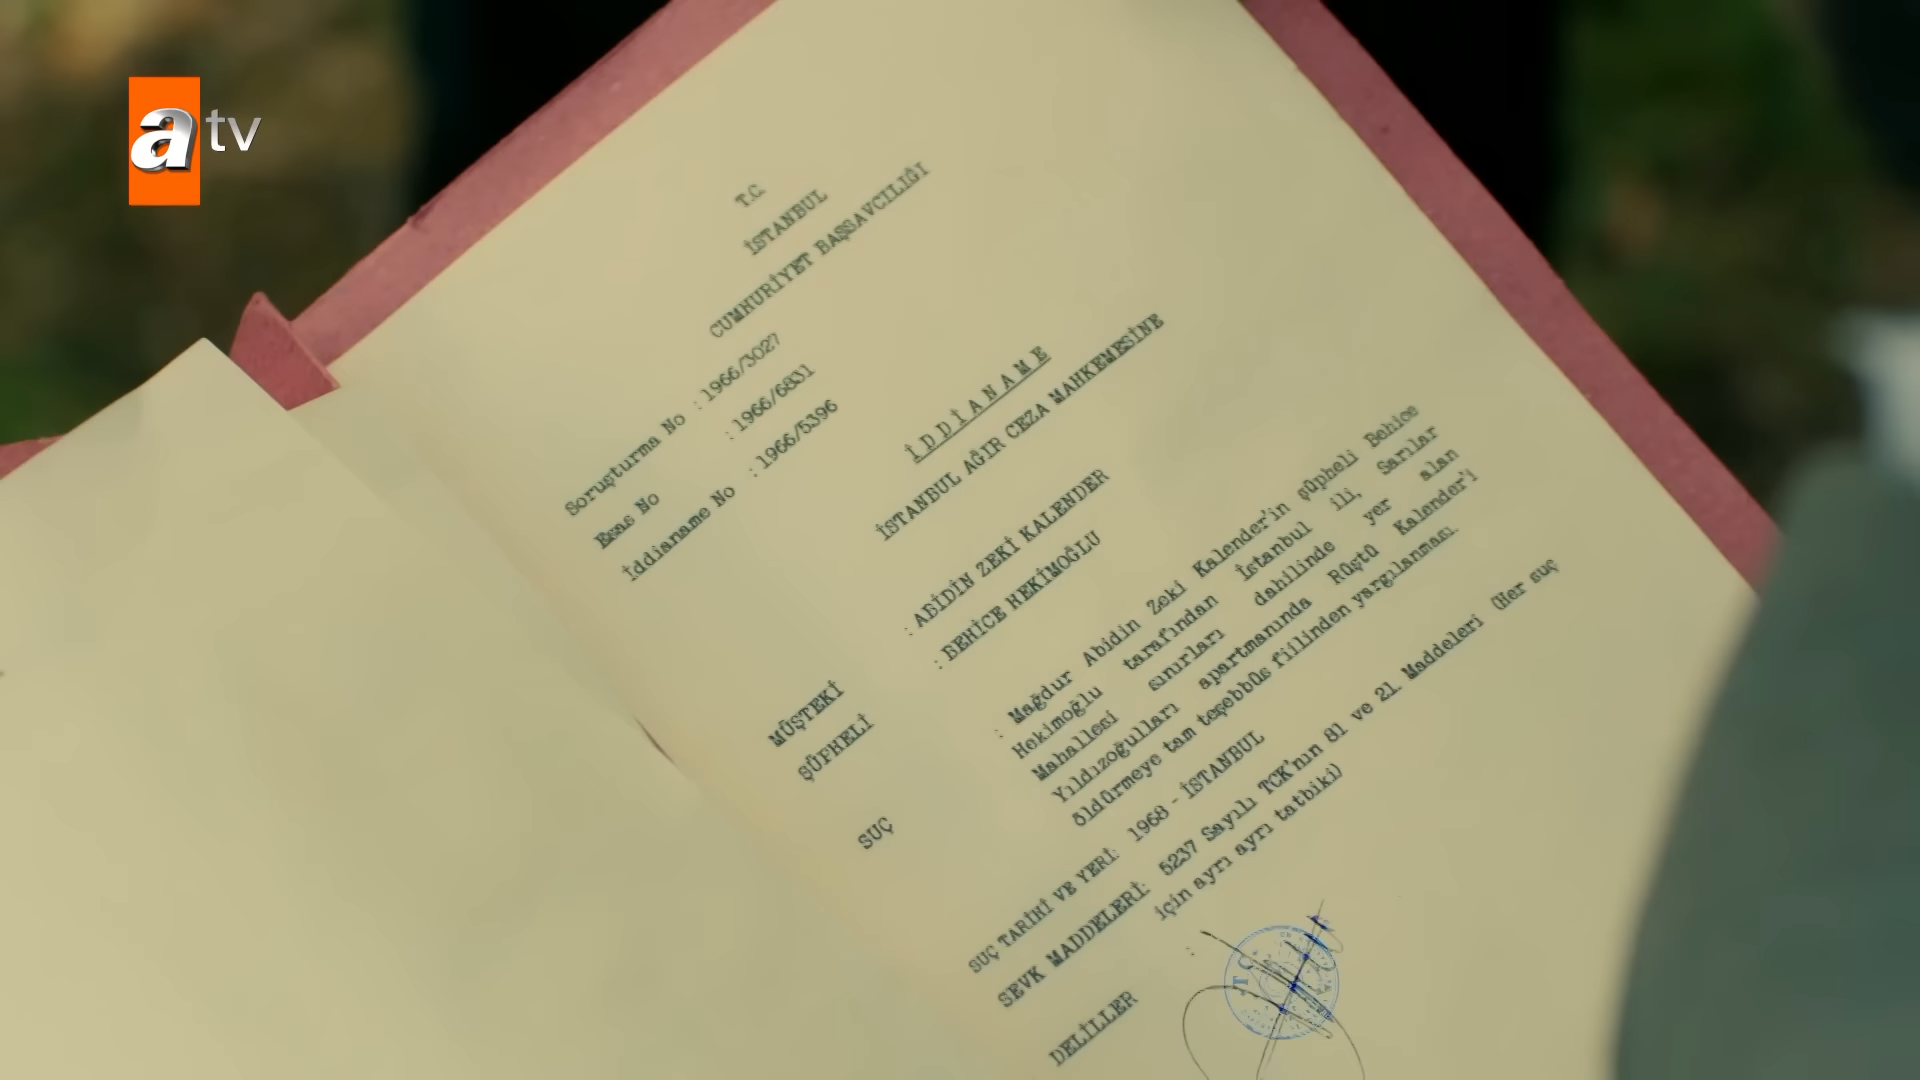 atv
T.C.
İSTANBUL
CUMHURİYET BAŞSAVCILIĞI
Soruşturma No : 1966/3027
Esas No : 1966/6831
İddianame No : 1966/5396
İDDİANAME
İSTANBUL AĞIR CEZA MAHKEMESİNE
MÜŞTEKİ : ABİDİN ZEKİ KALENDER
ŞÜPHELİ : BEHİCE HEKİMOĞLU
SUÇ : Mağdur Abidin Zeki Kalender'in şüpheli Behice
Hekimoğlu tarafından İstanbul ili, Sarılar
Mahallesi sınırları dahilinde yer alan
Yıldızoğulları apartmanında Rüştü Kalender'i
öldürmeye tam teşebbüs fiilinden yargılanması.
SUÇ TARİHİ VE YERİ: 1968 - İSTANBUL
SEVK MADDELERİ: 5237 Sayılı TCK'nın 81 ve 21. Maddeleri (Her suç
için ayrı ayrı tatbiki)
DELİLLER :
T C